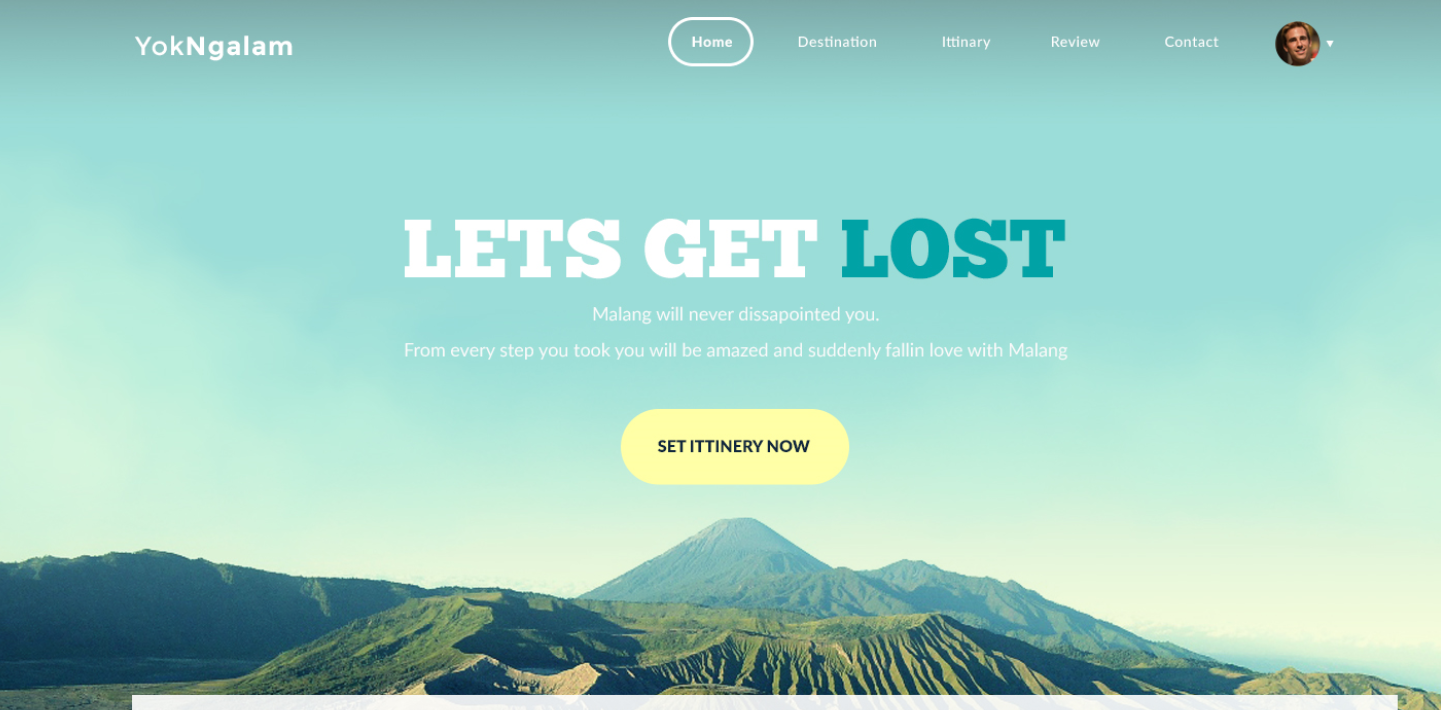 YokNgalam
Home
Destination
Ittinary
Review
Contact
LETS GET LOST
Malang will never dissapointed you.
From every step you took you will be amazed and suddenly fallin love with Malang
SET ITTINERY NOW